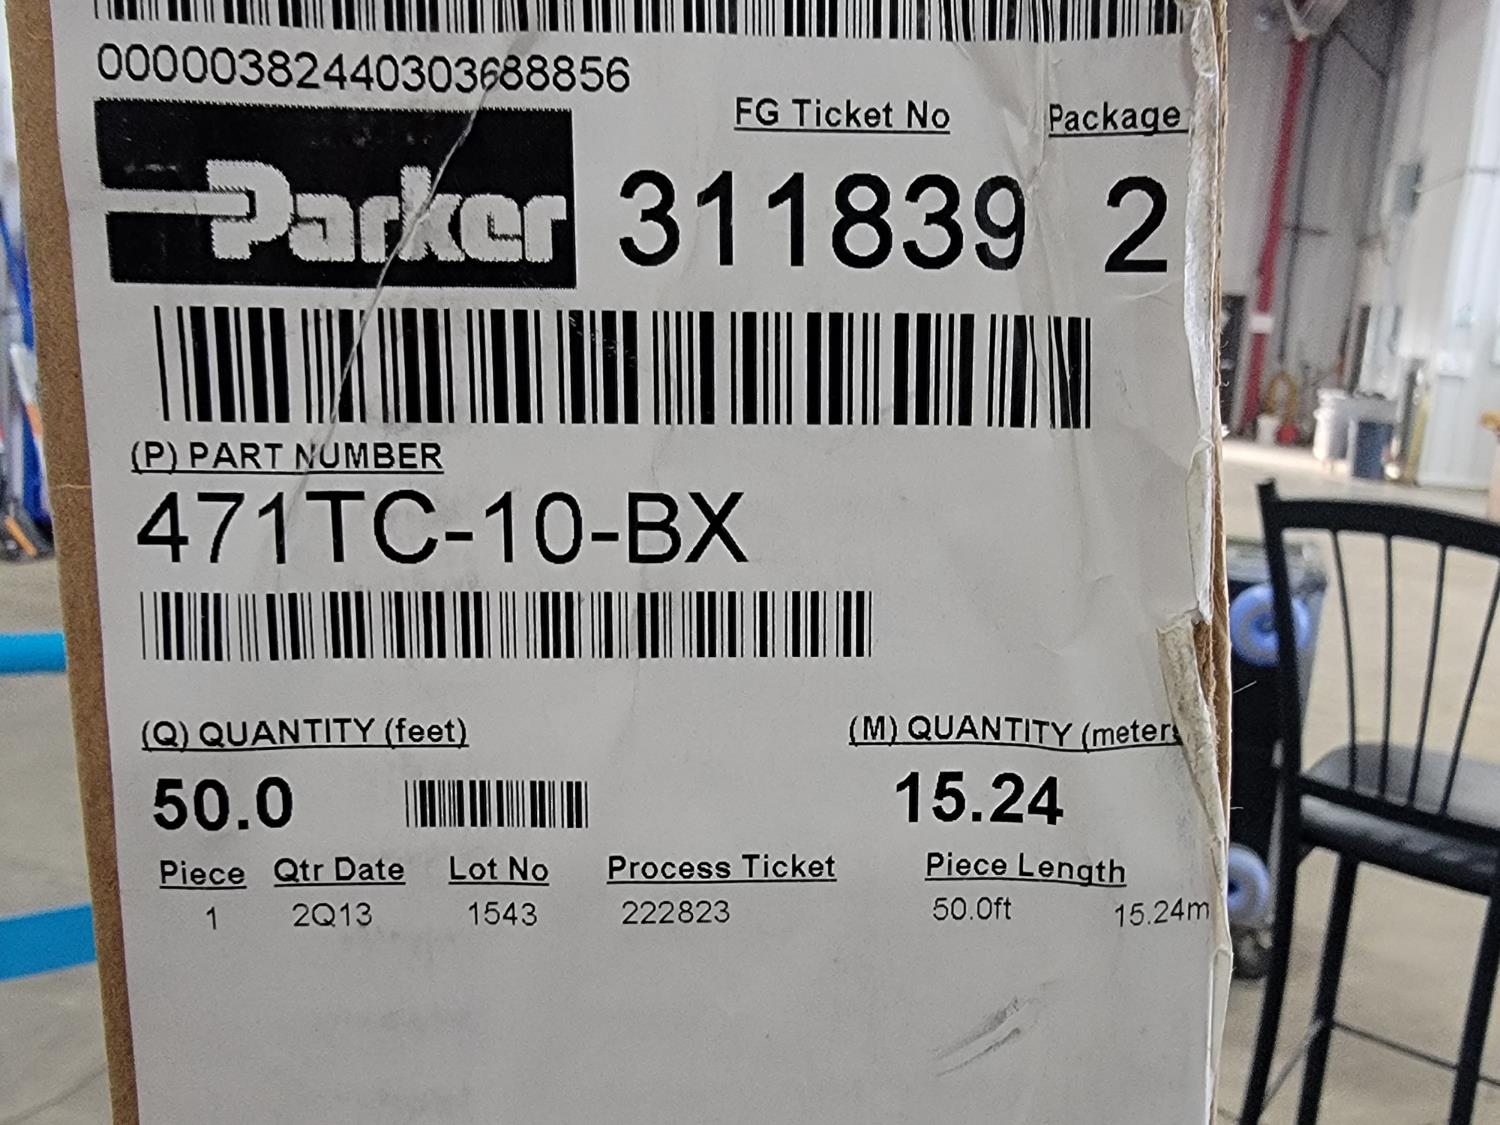 00000382440303688856
FG Ticket No Package
Parker 311839 2
(P) PART NUMBER
471TC-10-BX
(Q) QUANTITY (feet) (M) QUANTITY (meters
50.0 15.24
Piece Qtr Date Lot No Process Ticket Piece Length
1 2Q13 1543 222823 50.0ft 15.24m